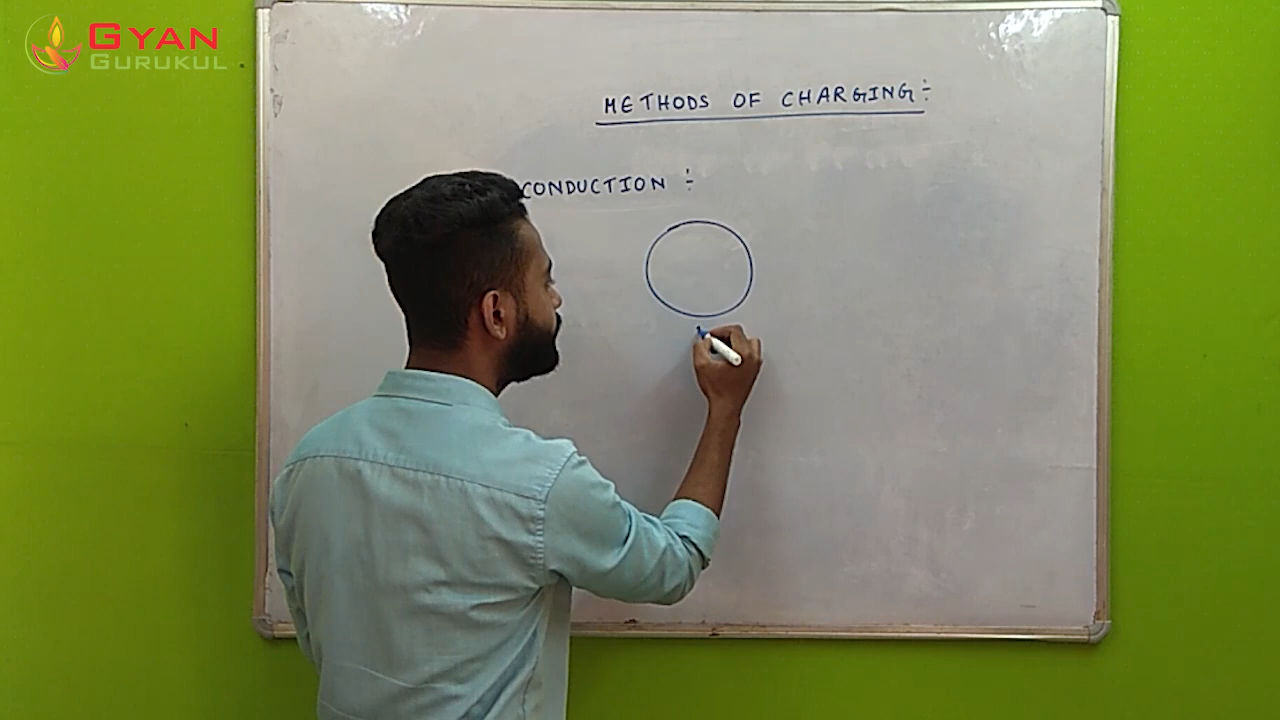 GYAN
GURUKUL
METHODS OF CHARGING :-
CONDUCTION :-